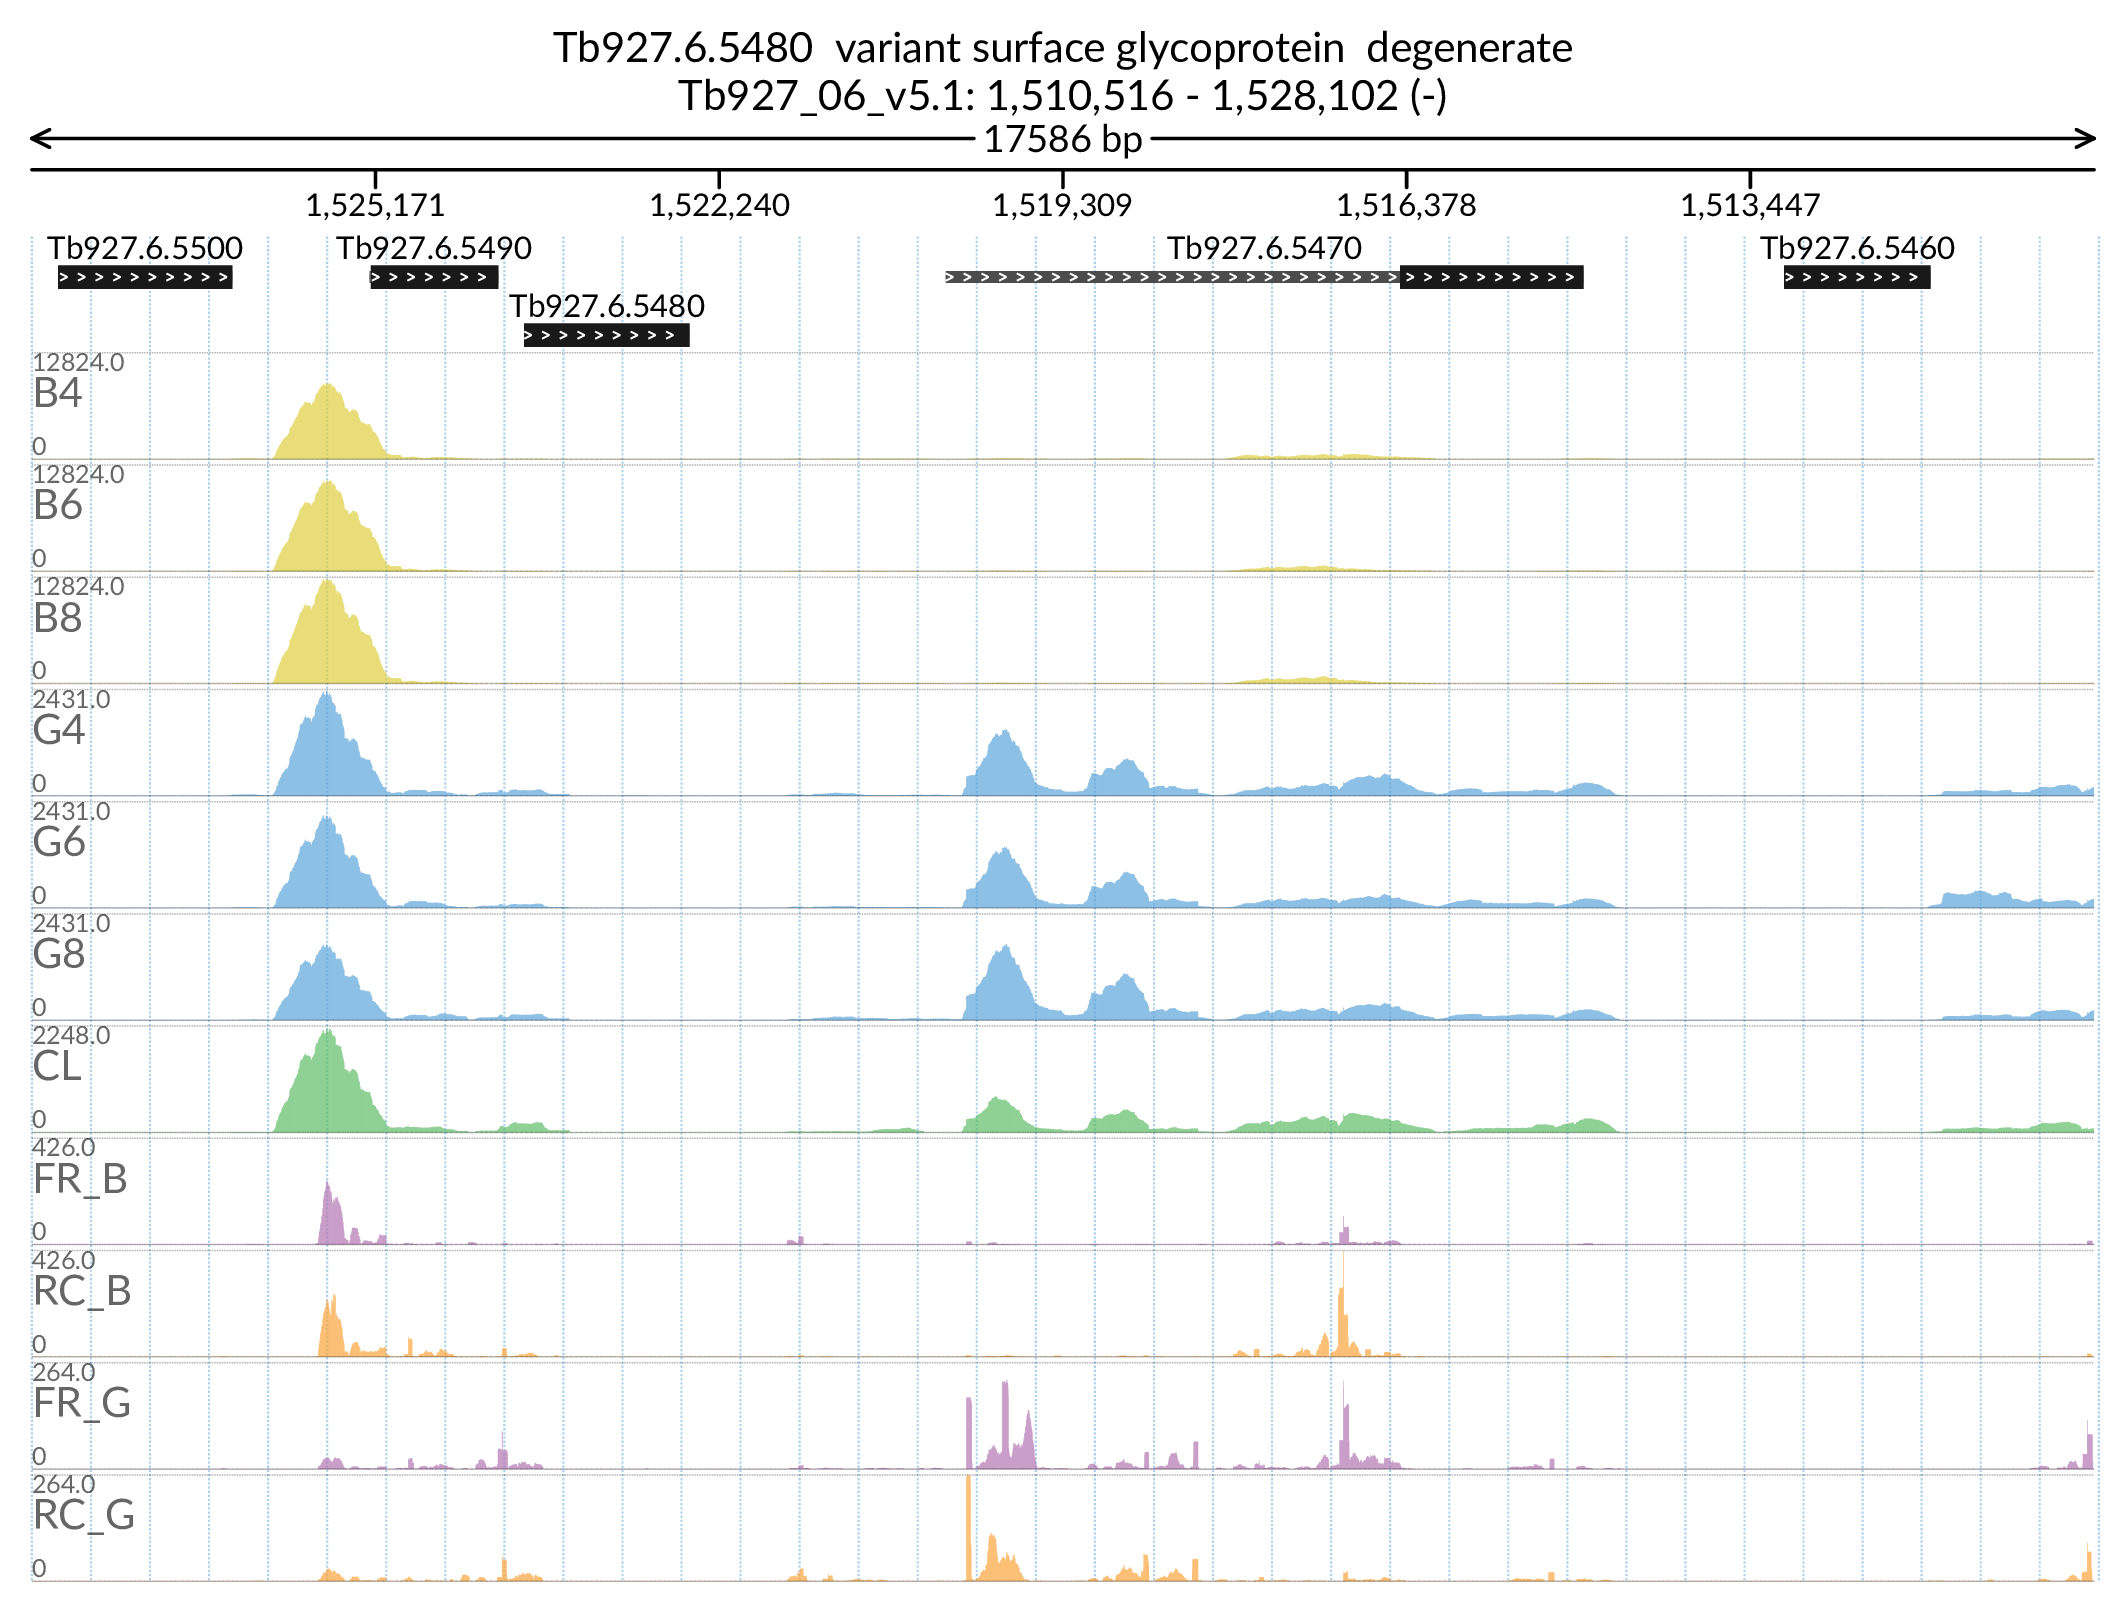 Tb927.6.5480  variant surface glycoprotein  degenerate
Tb927_06_v5.1: 1,510,516 - 1,528,102 (-)
17586 bp
1,525,171 1,522,240 1,519,309 1,516,378 1,513,447
Tb927.6.5500 Tb927.6.5490 Tb927.6.5470 Tb927.6.5460
Tb927.6.5480
12824.0
B4
0
12824.0
B6
0
12824.0
B8
0
2431.0
G4
0
2431.0
G6
0
2431.0
G8
0
2248.0
CL
0
426.0
FR_B
0
426.0
RC_B
0
264.0
FR_G
0
264.0
RC_G
0